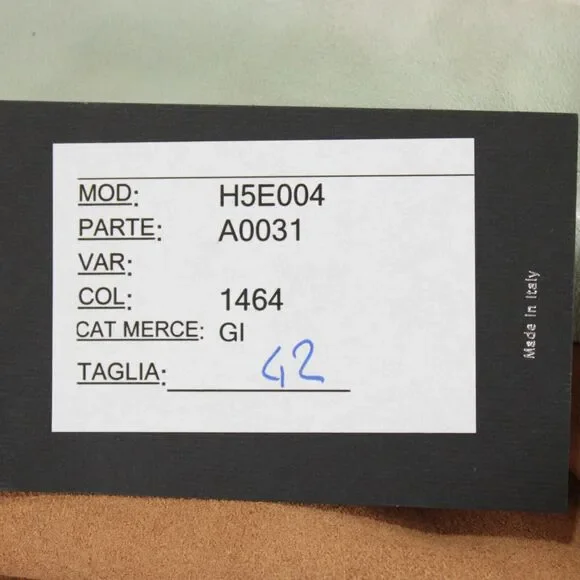 MOD: H5E004
PARTE: A0031
VAR:
COL: 1464
CAT MERCE: GI
TAGLIA: 42
Made in Italy